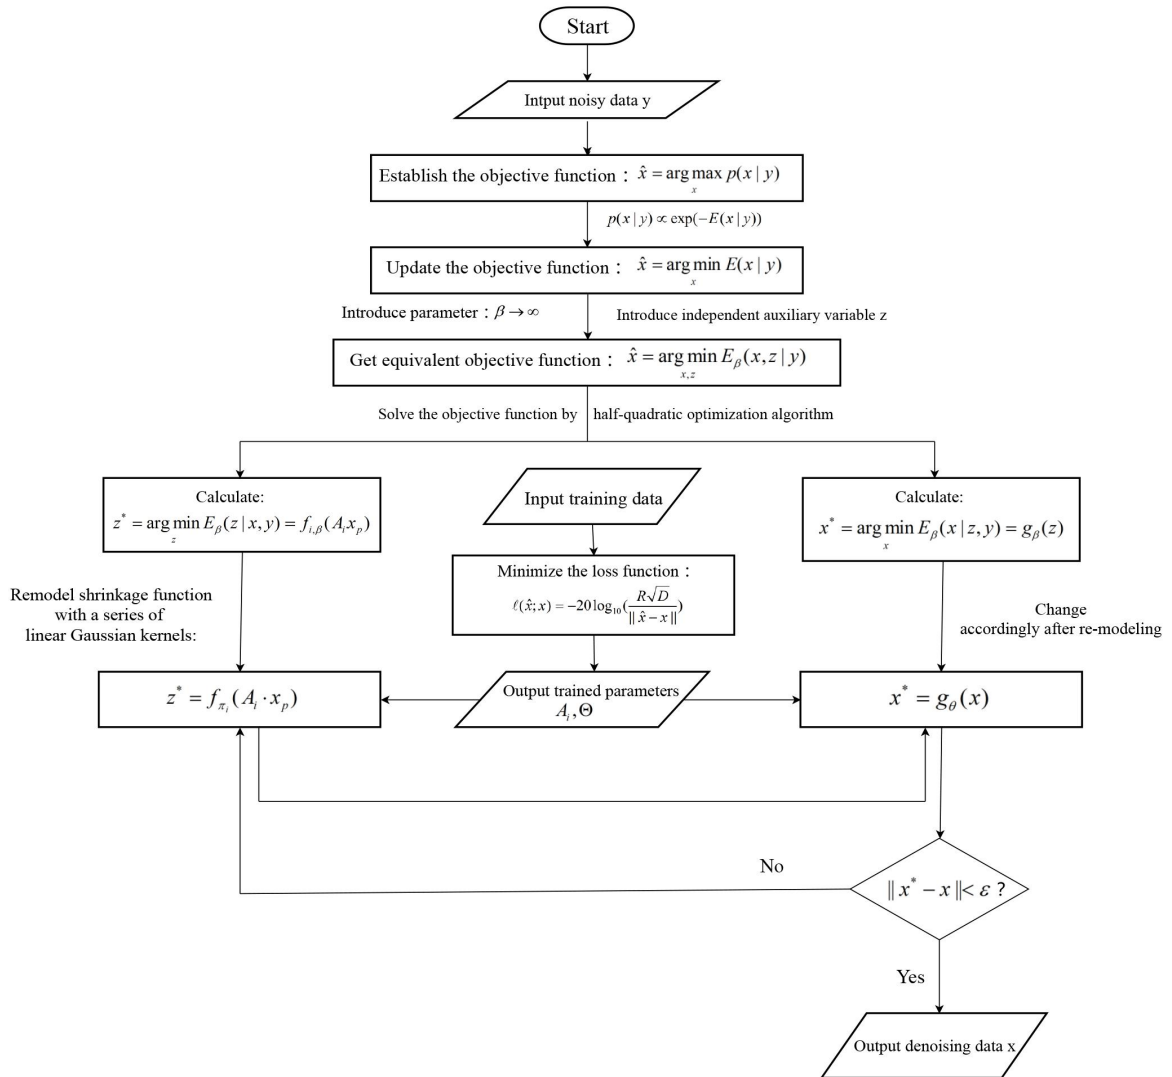 Start
Intput noisy data y
Establish the objective function： x̂ = arg max p(x | y)
x
p(x | y) ∝ exp(−E(x | y))
Update the objective function： x̂ = arg min E(x | y)
x
Introduce parameter：β → ∞
Introduce independent auxiliary variable z
Get equivalent objective function： x̂ = arg min E_β(x, z | y)
x,z
Solve the objective function by half-quadratic optimization algorithm
Calculate:
z* = arg min E_β(z | x, y) = f_{i,β}(A_i x_p)
z
Input training data
Calculate:
x* = arg min E_β(x | z, y) = g_β(z)
x
Minimize the loss function：
ℓ(x̂; x) = −20 log₁₀(R√D / || x̂ − x ||)
Remodel shrinkage function
with a series of
linear Gaussian kernels:
Change
accordingly after re-modeling
z* = f_{π_i}(A_i · x_p)
Output trained parameters
A_i, Θ
x* = g_θ(x)
No
|| x* − x || < ε ?
Yes
Output denoising data x